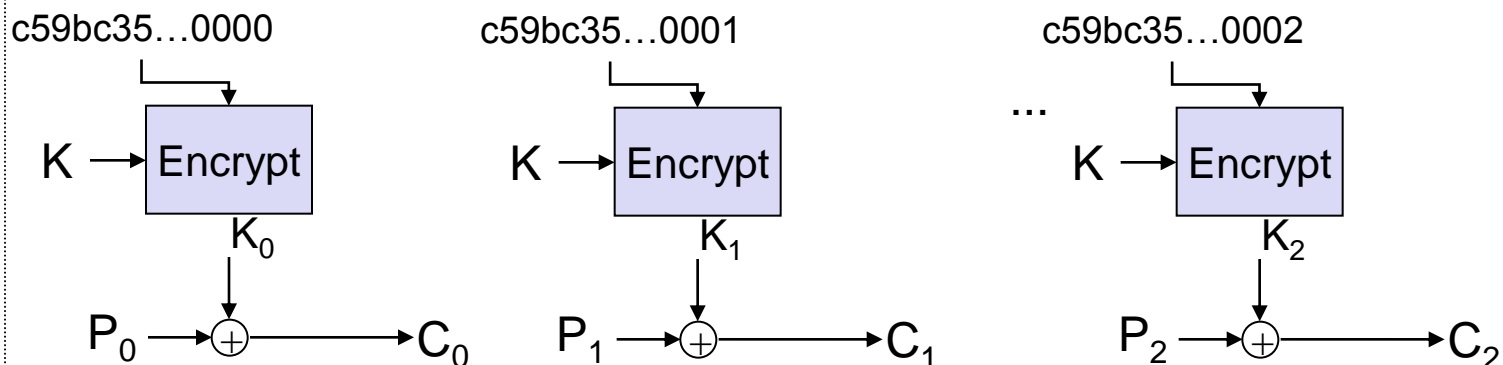 c59bc35…0000 c59bc35…0001 c59bc35…0002
...
K Encrypt K Encrypt K Encrypt
K₀ K₁ K₂
P₀ + C₀ P₁ + C₁ P₂ + C₂